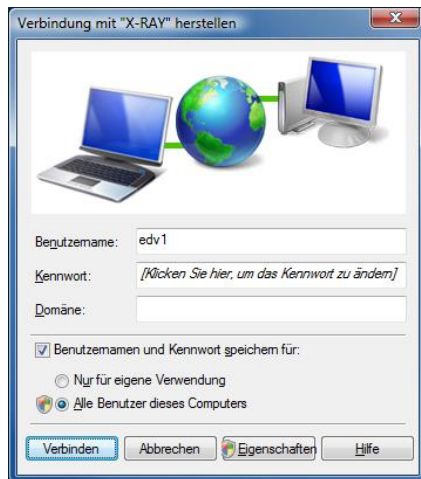 Verbindung mit "X-RAY" herstellen
Benutzername: edv1
Kennwort: [Klicken Sie hier, um das Kennwort zu ändern]
Domäne:
Benutzernamen und Kennwort speichern für:
Nur für eigene Verwendung
Alle Benutzer dieses Computers
Verbinden Abbrechen Eigenschaften Hilfe